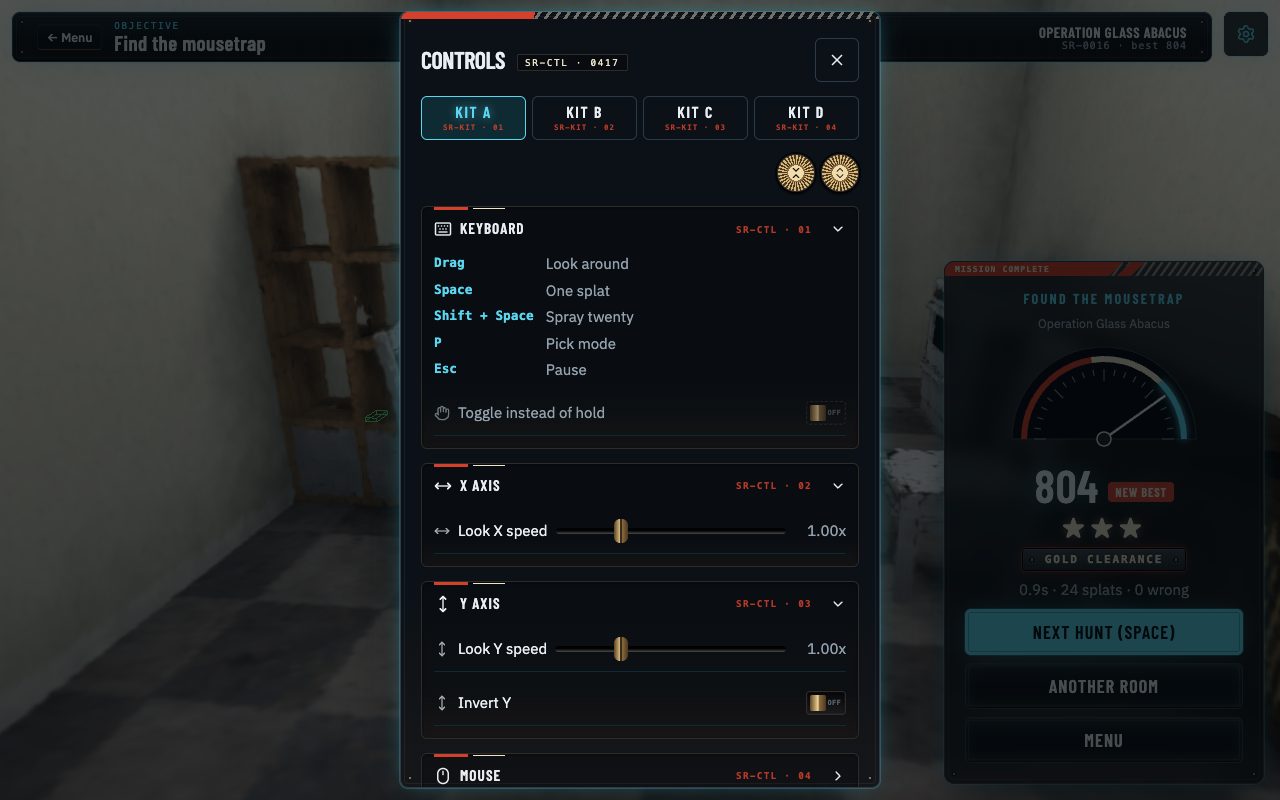 ← Menu
OBJECTIVE
Find the mousetrap
OPERATION GLASS ABACUS
SR-0016 · best 804
CONTROLS
SR-CTL · 0417
KIT A
SR-KIT · 01
KIT B
SR-KIT · 02
KIT C
SR-KIT · 03
KIT D
SR-KIT · 04
KEYBOARD
SR-CTL · 01
Drag Look around
Space One splat
Shift + Space Spray twenty
P Pick mode
Esc Pause
Toggle instead of hold OFF
X AXIS
SR-CTL · 02
Look X speed 1.00x
Y AXIS
SR-CTL · 03
Look Y speed 1.00x
Invert Y OFF
MOUSE
SR-CTL · 04
MISSION COMPLETE
FOUND THE MOUSETRAP
Operation Glass Abacus
804 NEW BEST
GOLD CLEARANCE
0.9s · 24 splats · 0 wrong
NEXT HUNT (SPACE)
ANOTHER ROOM
MENU